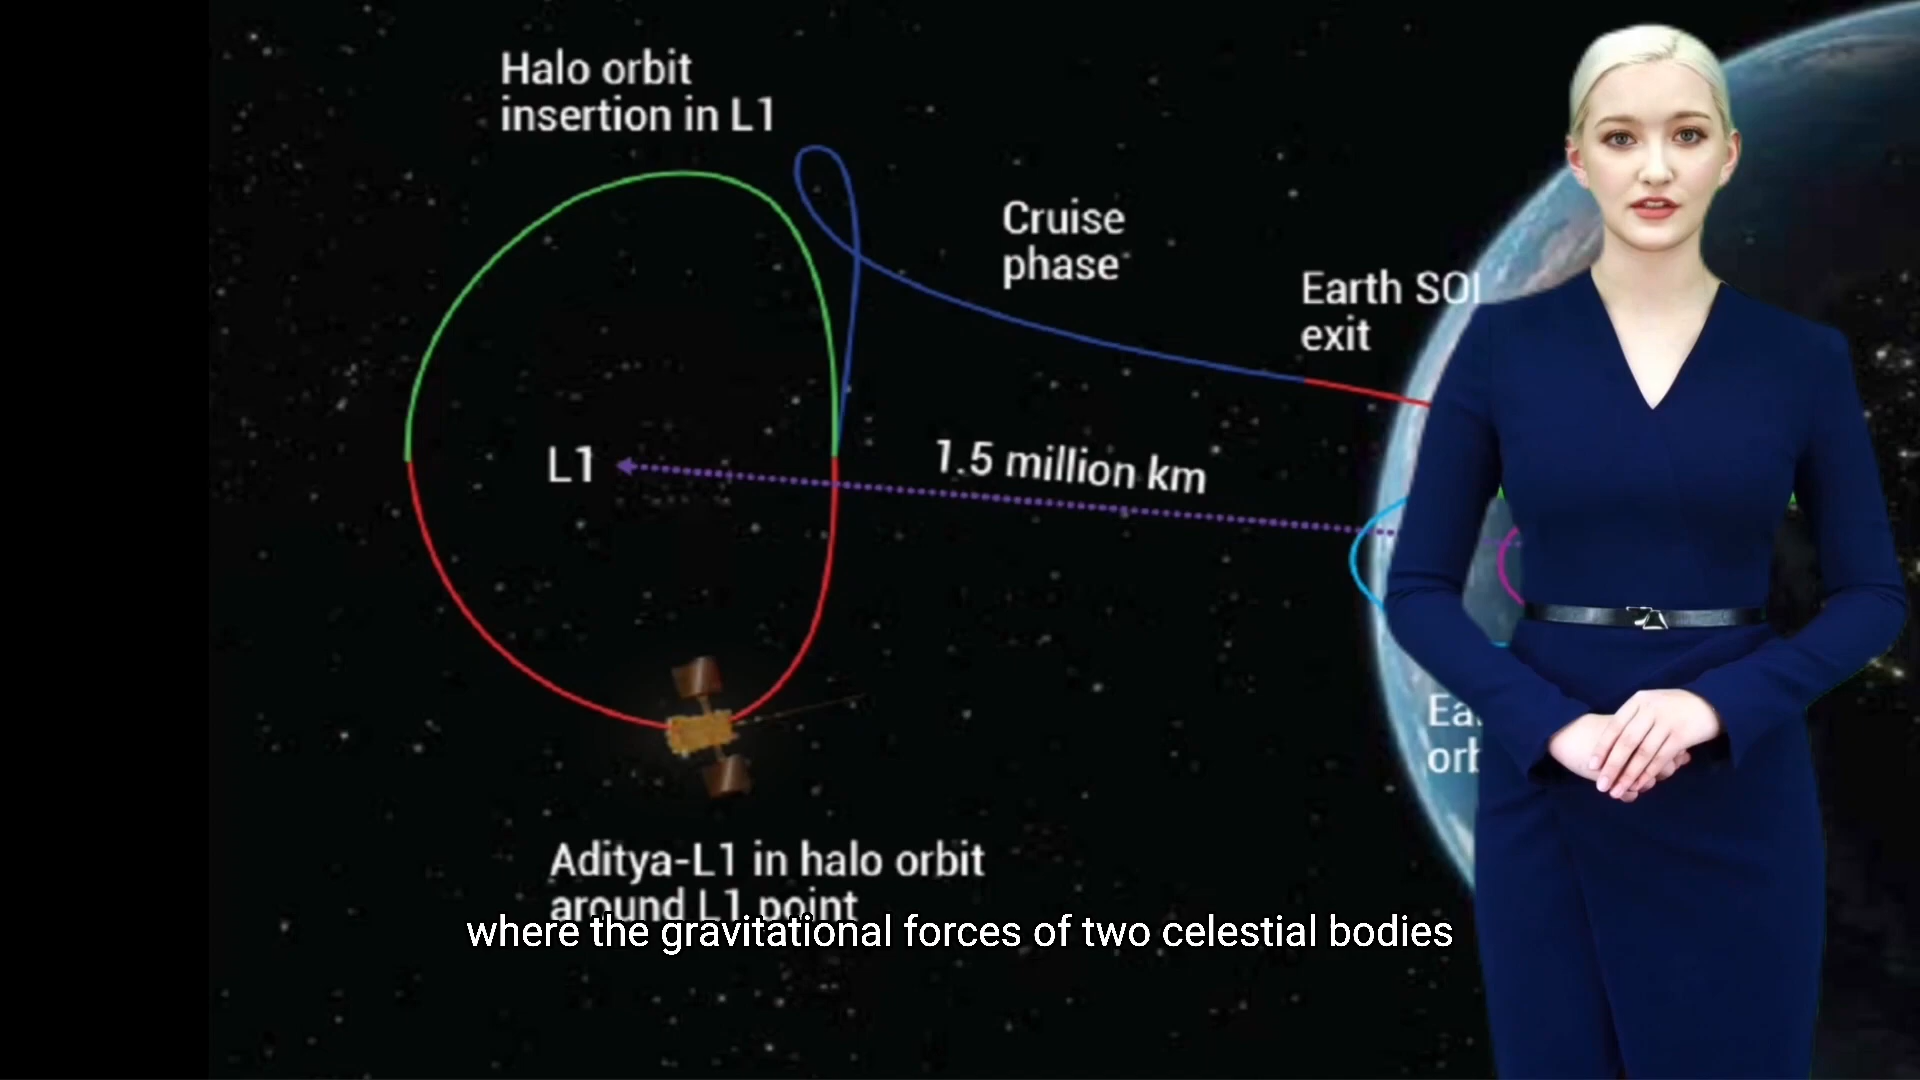 Halo orbit
insertion in L1
Cruise
phase
Earth SOI
exit
L1
1.5 million km
Aditya-L1 in halo orbit
around L1 point
where the gravitational forces of two celestial bodies